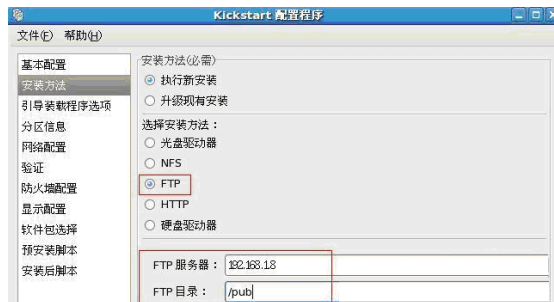 Kickstart 配置程序
文件(F) 帮助(H)
基本配置
安装方法
引导装载程序选项
分区信息
网络配置
验证
防火墙配置
显示配置
软件包选择
预安装脚本
安装后脚本
安装方法(必需)
执行新安装
升级现有安装
选择安装方法：
光盘驱动器
NFS
FTP
HTTP
硬盘驱动器
FTP 服务器： 192.168.1.8
FTP 目录： /pub